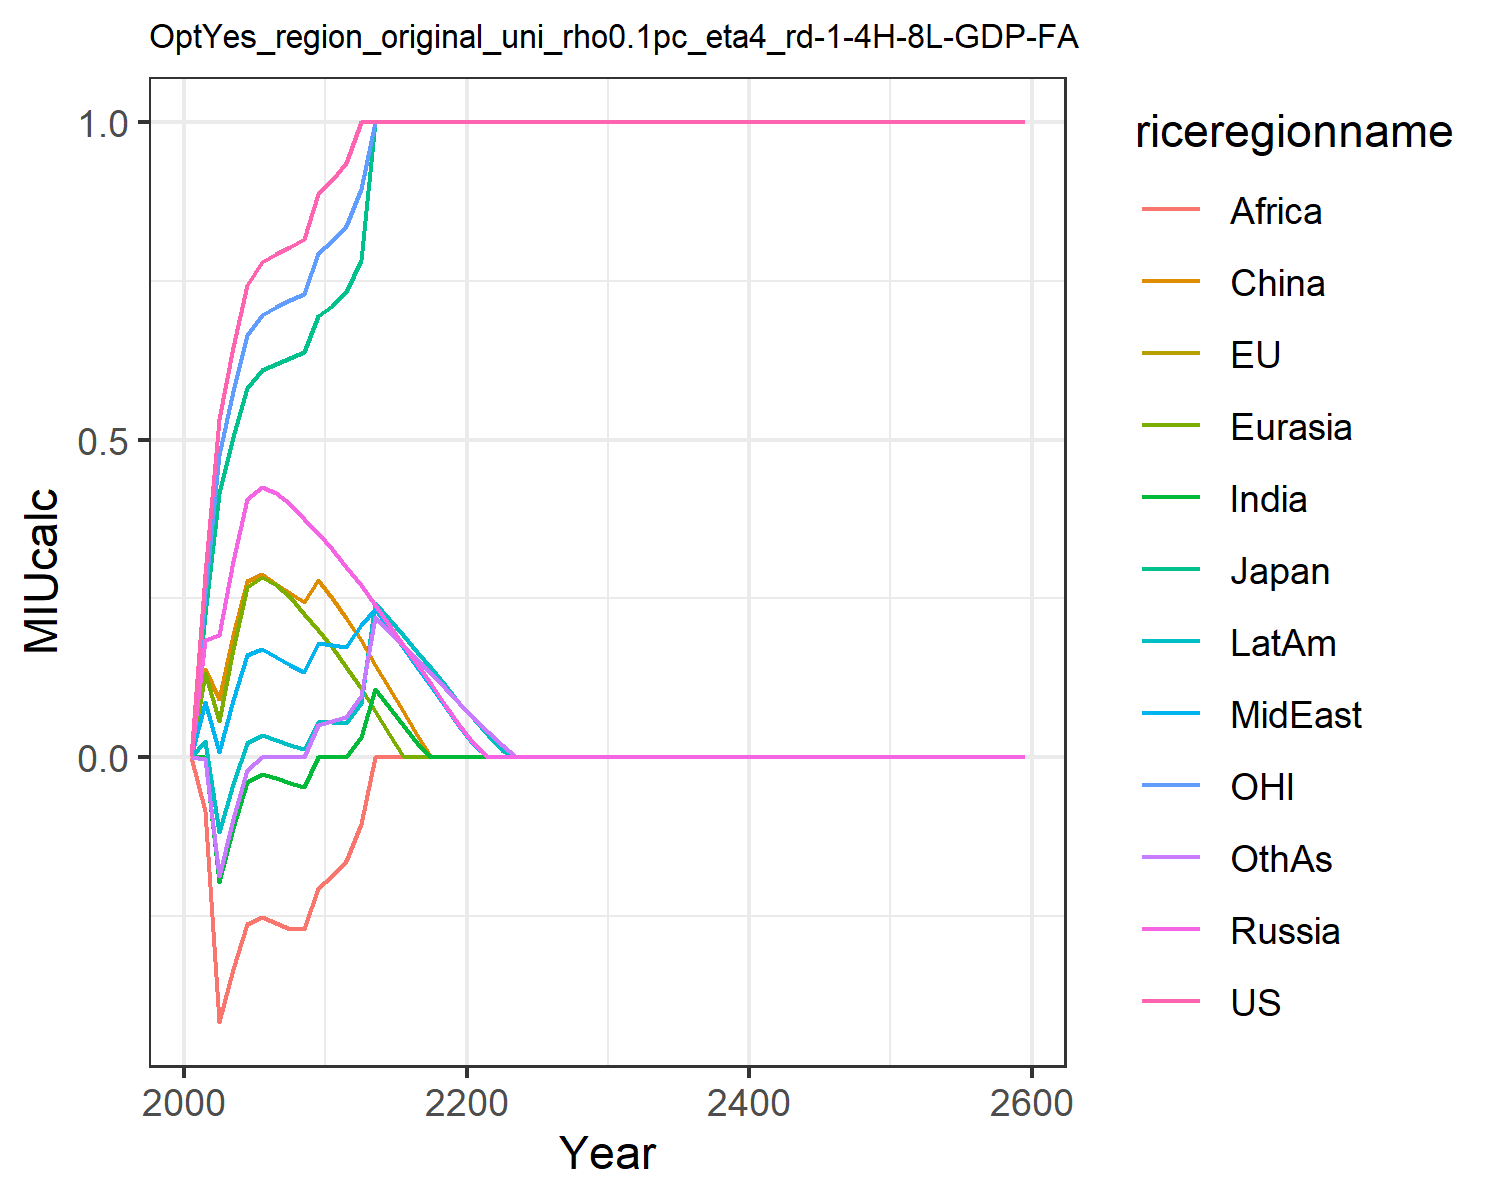 OptYes_region_original_uni_rho0.1pc_eta4_rd-1-4H-8L-GDP-FA
1.0
0.5
0.0
MIUcalc
2000 2200 2400 2600
Year
riceregionname
Africa
China
EU
Eurasia
India
Japan
LatAm
MidEast
OHI
OthAs
Russia
US